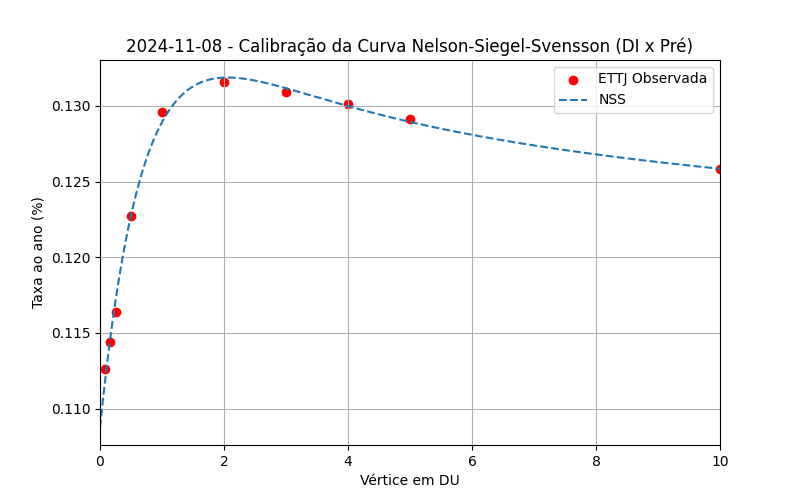 2024-11-08 - Calibração da Curva Nelson-Siegel-Svensson (DI x Pré)
ETTJ Observada
NSS
Taxa ao ano (%)
0.130
0.125
0.120
0.115
0.110
0 2 4 6 8 10
Vértice em DU